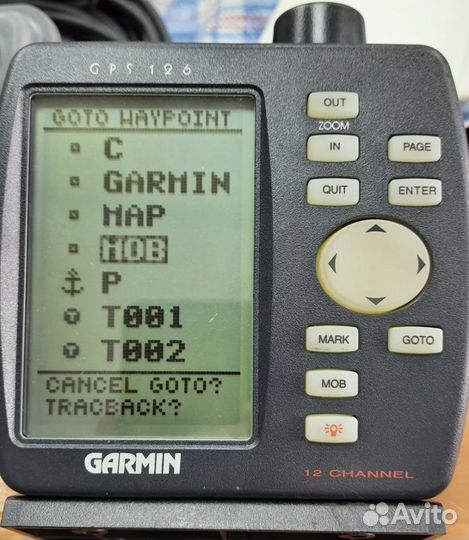 GPS 126
GOTO WAYPOINT
C
GARMIN
MAP
MOB
P
T001
T002
CANCEL GOTO?
TRACBACK?
GARMIN
OUT
ZOOM
IN
PAGE
QUIT
ENTER
MARK
GOTO
MOB
12 CHANNEL
Avito